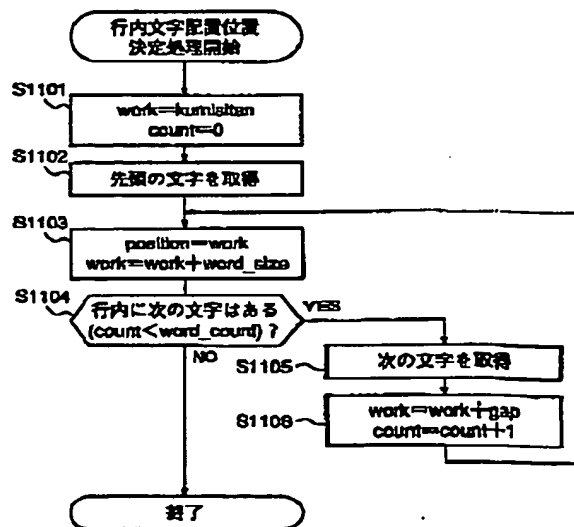 行内文字配置位置
決定処理開始
S1101
work=kumisitan
count=0
S1102
先頭の文字を取得
S1103
position=work
work=work+word_size
S1104
行内に次の文字はある
(count<word_count)?
YES
NO
S1105
次の文字を取得
S1106
work=work+gap
count=count+1
終了